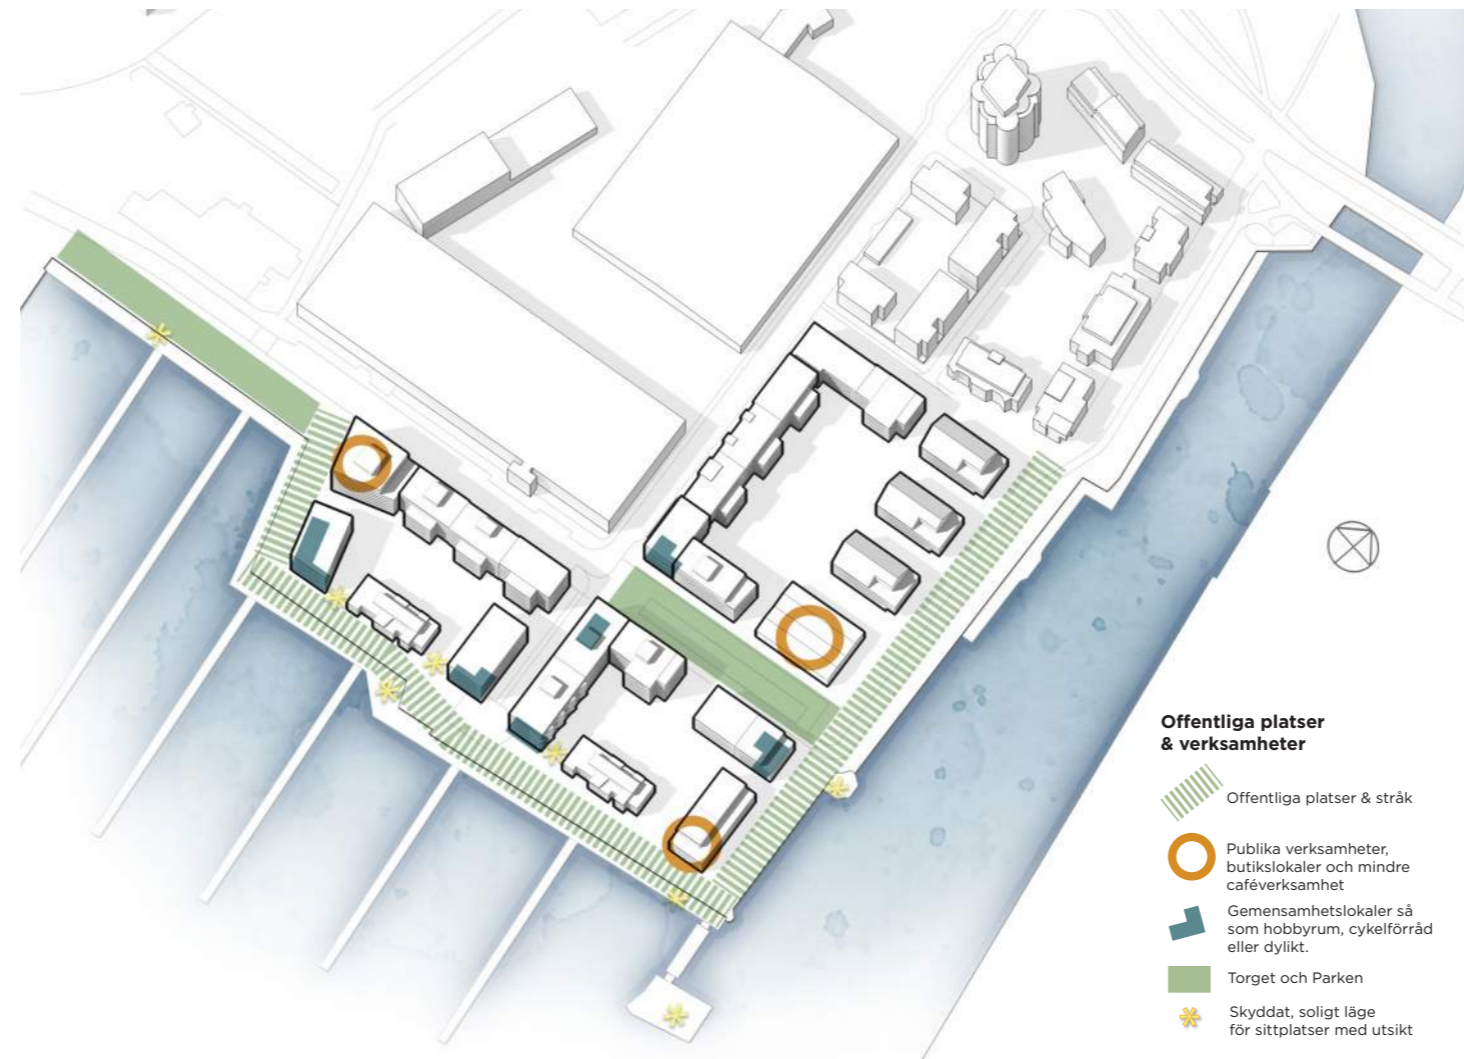 Offentliga platser
& verksamheter
Offentliga platser & stråk
Publika verksamheter,
butikslokaler och mindre
caféverksamhet
Gemensamhetslokaler så
som hobbyrum, cykelförråd
eller dylikt.
Torget och Parken
Skyddat, soligt läge
för sittplatser med utsikt